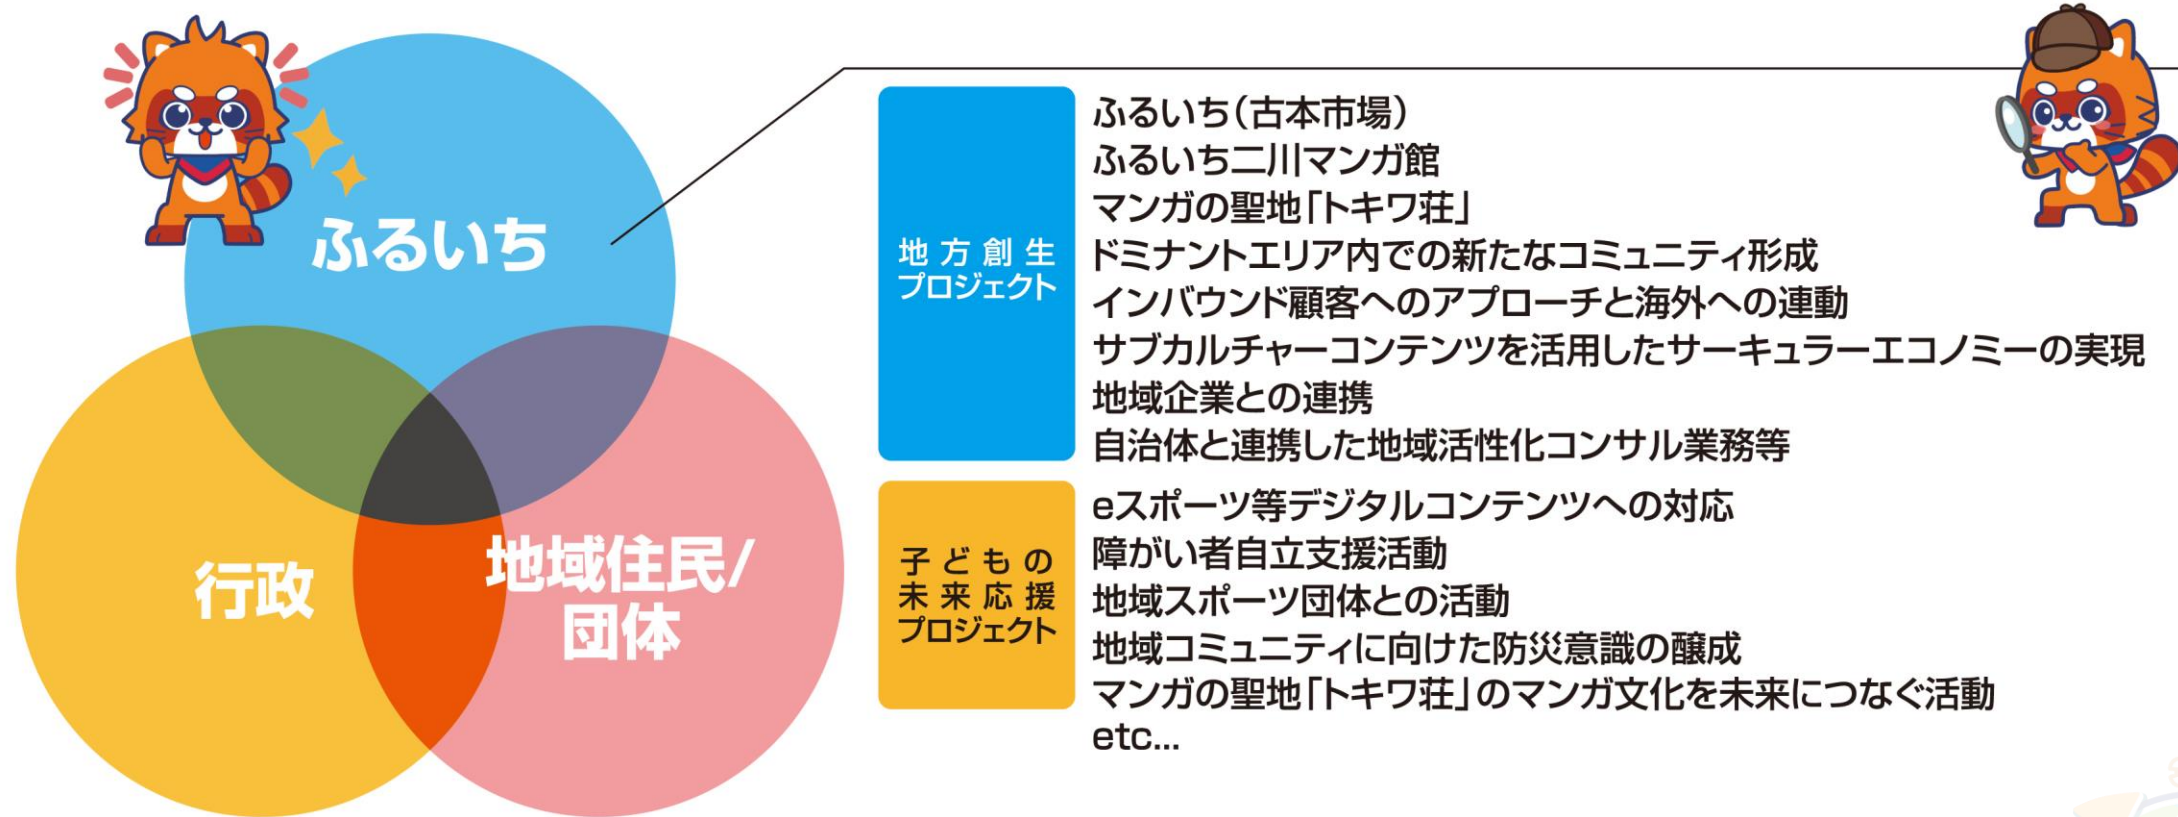 ふるいち
行政
地域住民/
団体
地方創生
プロジェクト
ふるいち(古本市場)
ふるいち二川マンガ館
マンガの聖地「トキワ荘」
ドミナントエリア内での新たなコミュニティ形成
インバウンド顧客へのアプローチと海外への連動
サブカルチャーコンテンツを活用したサーキュラーエコノミーの実現
地域企業との連携
自治体と連携した地域活性化コンサル業務等
子どもの
未来応援
プロジェクト
eスポーツ等デジタルコンテンツへの対応
障がい者自立支援活動
地域スポーツ団体との活動
地域コミュニティに向けた防災意識の醸成
マンガの聖地「トキワ荘」のマンガ文化を未来につなぐ活動
etc...